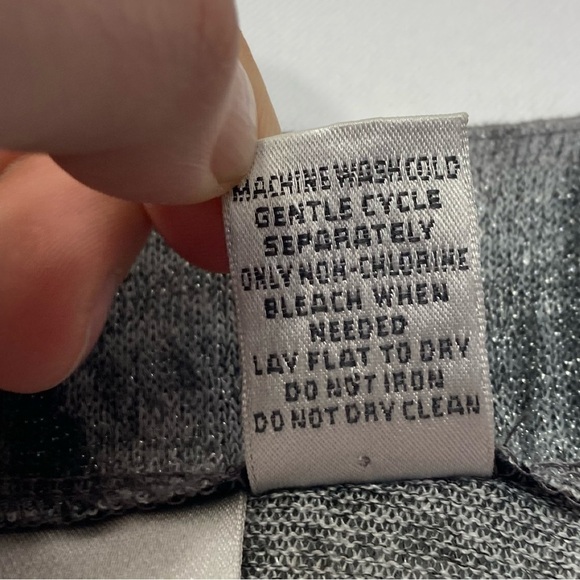 MACHINE WASH COLD
GENTLE CYCLE
SEPARATELY
ONLY NON-CHLORINE
BLEACH WHEN
NEEDED
LAY FLAT TO DRY
DO NOT IRON
DO NOT DRY CLEAN